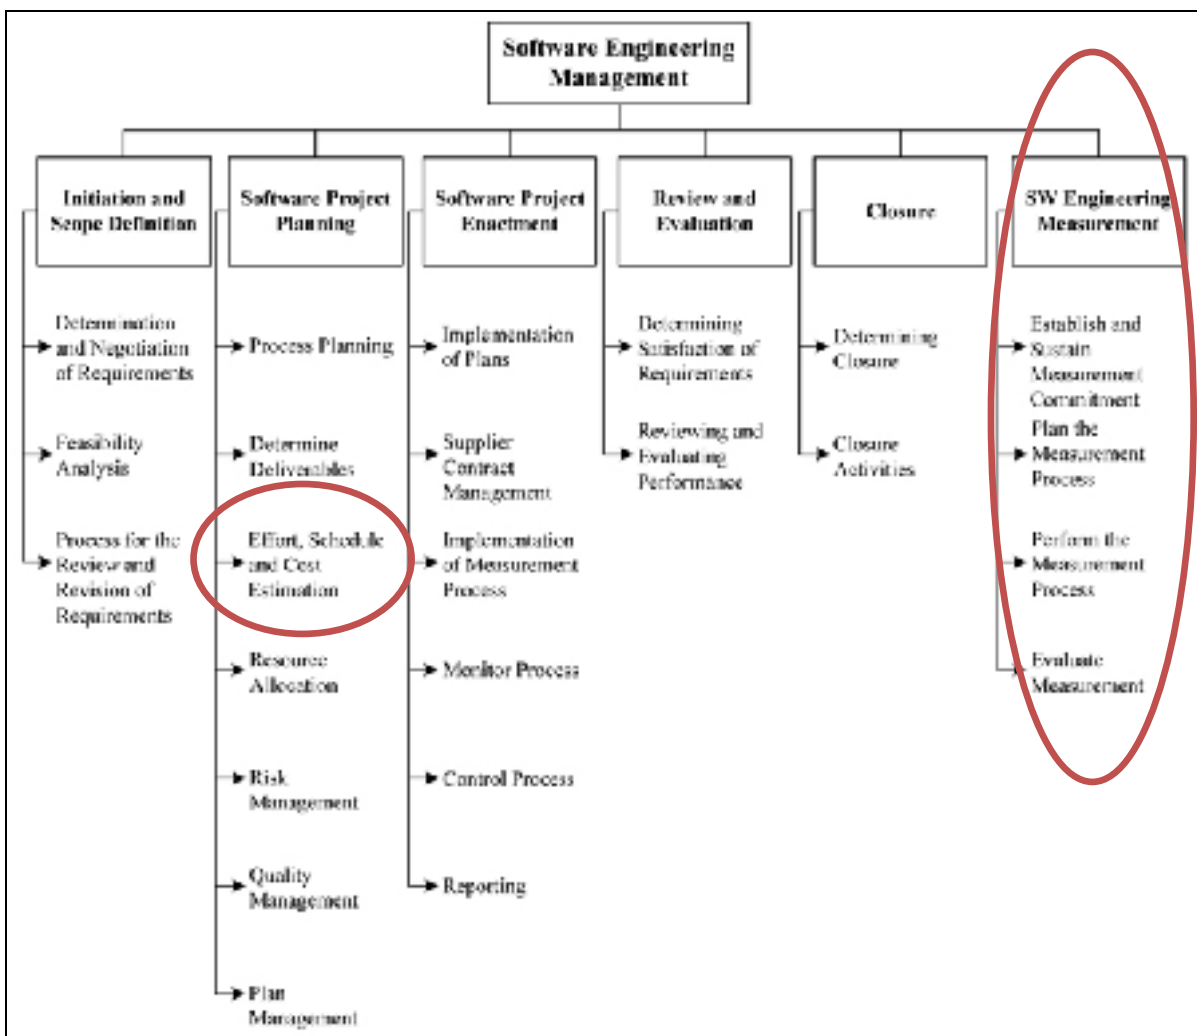 Software Engineering
Management
Initiation and
Scope Definition
Software Project
Planning
Software Project
Enactment
Review and
Evaluation
Closure
SW Engineering
Measurement
Determination
and Negotiation
of Requirements
Feasibility
Analysis
Process for the
Review and
Revision of
Requirements
Process Planning
Determine
Deliverables
Effort, Schedule
and Cost
Estimation
Resource
Allocation
Risk
Management
Quality
Management
Plan
Management
Implementation
of Plans
Supplier
Contract
Management
Implementation
of Measurement
Process
Monitor Process
Control Process
Reporting
Determining
Satisfaction of
Requirements
Reviewing and
Evaluating
Performance
Determining
Closure
Closure
Activities
Establish and
Sustain
Measurement
Commitment
Plan the
Measurement
Process
Perform the
Measurement
Process
Evaluate
Measurement